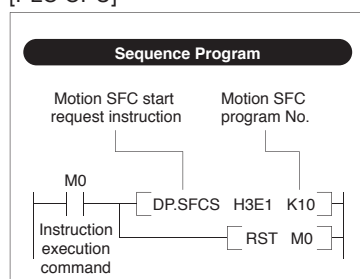 [PLC CPU]
Sequence Program
Motion SFC start
request instruction
Motion SFC
program No.
M0
DP.SFCS H3E1 K10
Instruction
execution
command
RST M0